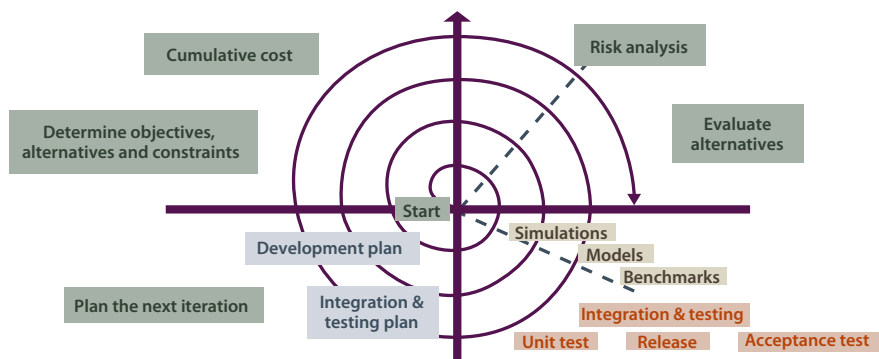 Cumulative cost
Risk analysis
Determine objectives,
alternatives and constraints
Evaluate
alternatives
Start
Simulations
Development plan
Models
Benchmarks
Plan the next iteration
Integration &
testing plan
Integration & testing
Unit test
Release
Acceptance test